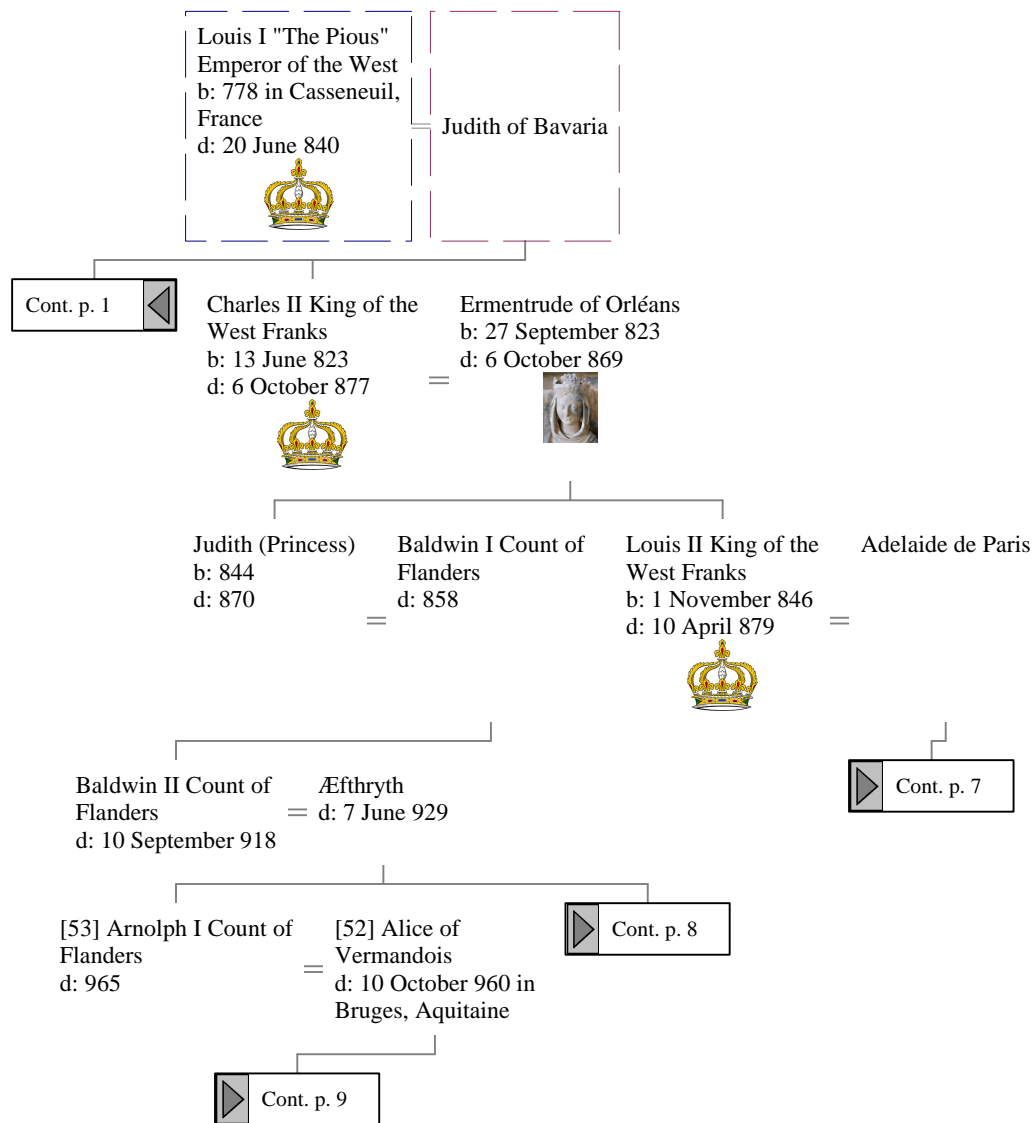 Louis I "The Pious"
Emperor of the West
b: 778 in Casseneuil,
France
d: 20 June 840
Judith of Bavaria
Cont. p. 1
Charles II King of the
West Franks
b: 13 June 823
d: 6 October 877
Ermentrude of Orléans
b: 27 September 823
d: 6 October 869
Judith (Princess)
b: 844
d: 870
Baldwin I Count of
Flanders
d: 858
Louis II King of the
West Franks
b: 1 November 846
d: 10 April 879
Adelaide de Paris
Cont. p. 7
Baldwin II Count of
Flanders
d: 10 September 918
Æfthryth
d: 7 June 929
Cont. p. 8
[53] Arnolph I Count of
Flanders
d: 965
[52] Alice of
Vermandois
d: 10 October 960 in
Bruges, Aquitaine
Cont. p. 9